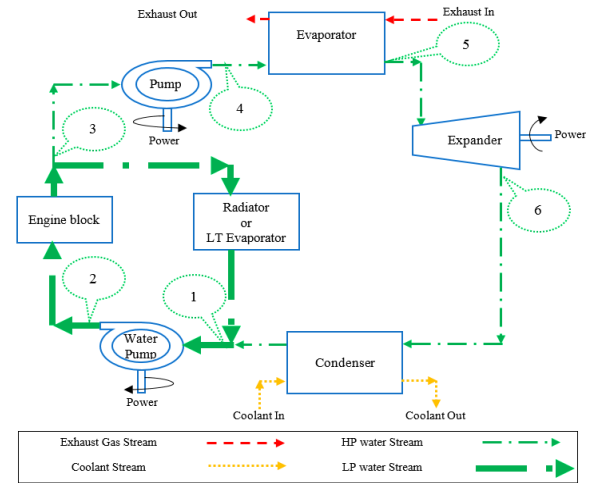 Exhaust Out
Exhaust In
Evaporator
5
Pump
4
Power
3
Expander
Power
Engine block
Radiator
or
LT Evaporator
6
2
1
Water
Pump
Power
Condenser
Coolant In
Coolant Out
Exhaust Gas Stream
HP water Stream
Coolant Stream
LP water Stream